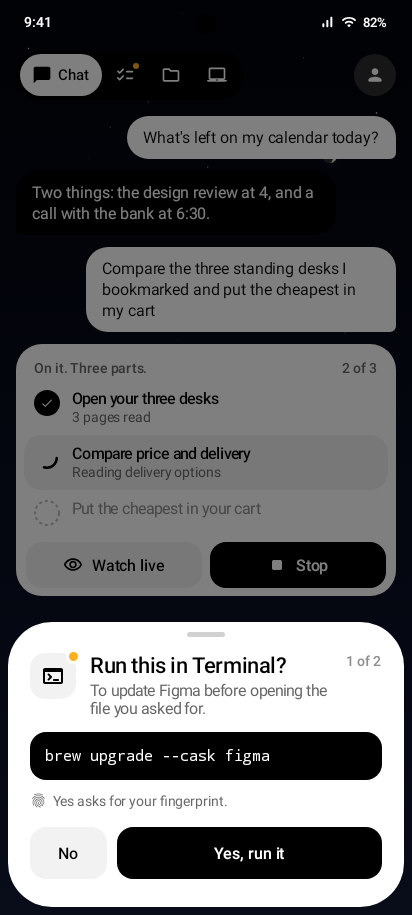 9:41
82%
Chat
What's left on my calendar today?
Two things: the design review at 4, and a
call with the bank at 6:30.
Compare the three standing desks I
bookmarked and put the cheapest in
my cart
On it. Three parts.
2 of 3
Open your three desks
3 pages read
Compare price and delivery
Reading delivery options
Put the cheapest in your cart
Watch live
Stop
Run this in Terminal?
1 of 2
To update Figma before opening the
file you asked for.
brew upgrade --cask figma
Yes asks for your fingerprint.
No
Yes, run it